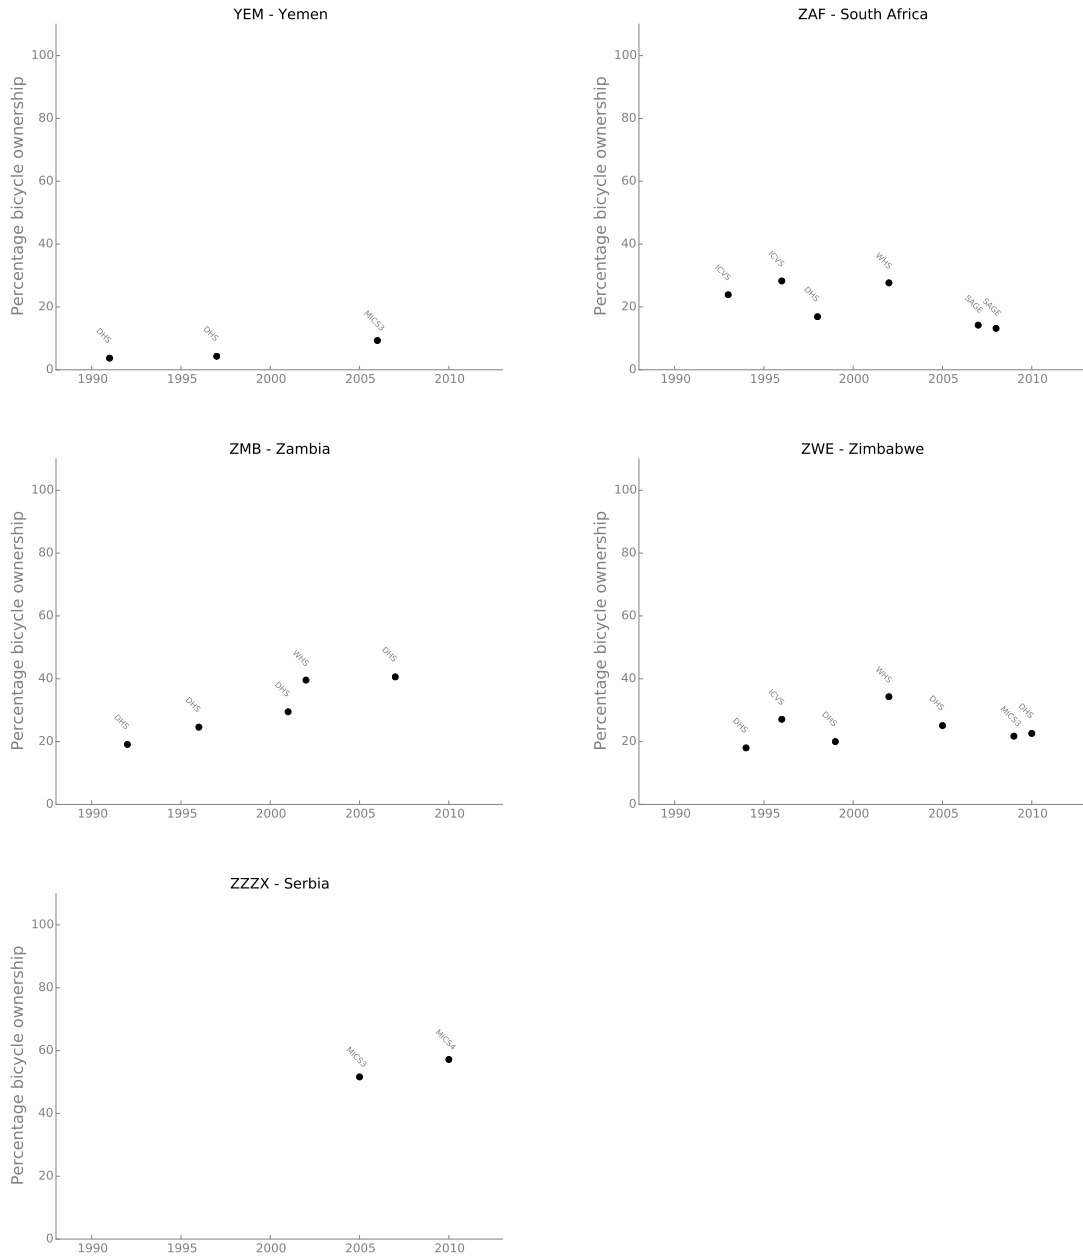 YEM - Yemen
Percentage bicycle ownership
100
80
60
40
20
0
DHS
DHS
MICS3
1990 1995 2000 2005 2010
ZAF - South Africa
Percentage bicycle ownership
100
80
60
40
20
0
ICVS
ICVS
DHS
WHS
SAGE
SAGE
1990 1995 2000 2005 2010
ZMB - Zambia
Percentage bicycle ownership
100
80
60
40
20
0
DHS
DHS
DHS
WHS
DHS
1990 1995 2000 2005 2010
ZWE - Zimbabwe
Percentage bicycle ownership
100
80
60
40
20
0
DHS
ICVS
DHS
WHS
DHS
MICS3
DHS
1990 1995 2000 2005 2010
ZZZX - Serbia
Percentage bicycle ownership
100
80
60
40
20
0
MICS3
MICS4
1990 1995 2000 2005 2010